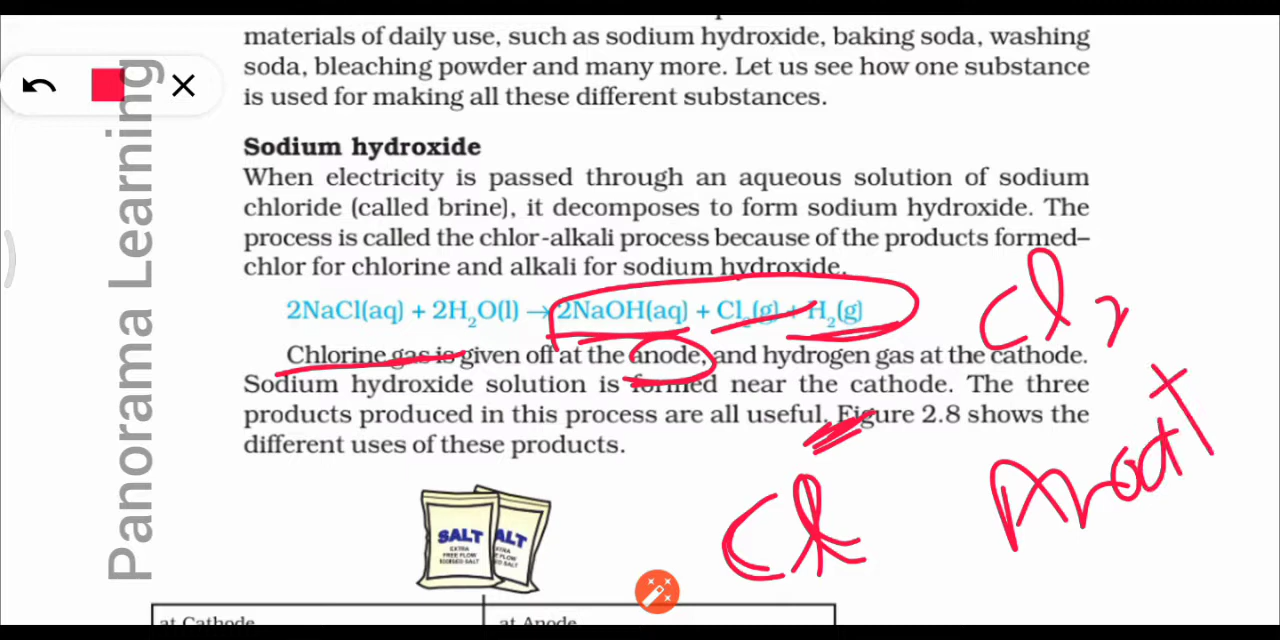 materials of daily use, such as sodium hydroxide, baking soda, washing
soda, bleaching powder and many more. Let us see how one substance
is used for making all these different substances.
Sodium hydroxide
When electricity is passed through an aqueous solution of sodium
chloride (called brine), it decomposes to form sodium hydroxide. The
process is called the chlor-alkali process because of the products formed–
chlor for chlorine and alkali for sodium hydroxide.
2NaCl(aq) + 2H₂O(l) → 2NaOH(aq) + Cl₂(g) + H₂(g)
Chlorine gas is given off at the anode, and hydrogen gas at the cathode.
Sodium hydroxide solution is formed near the cathode. The three
products produced in this process are all useful. Figure 2.8 shows the
different uses of these products.
Cl₂
Panorama Learning
SALT
EXTRA
FREE FLOW
IODISED SALT
ALT
at Cathode
at Anode